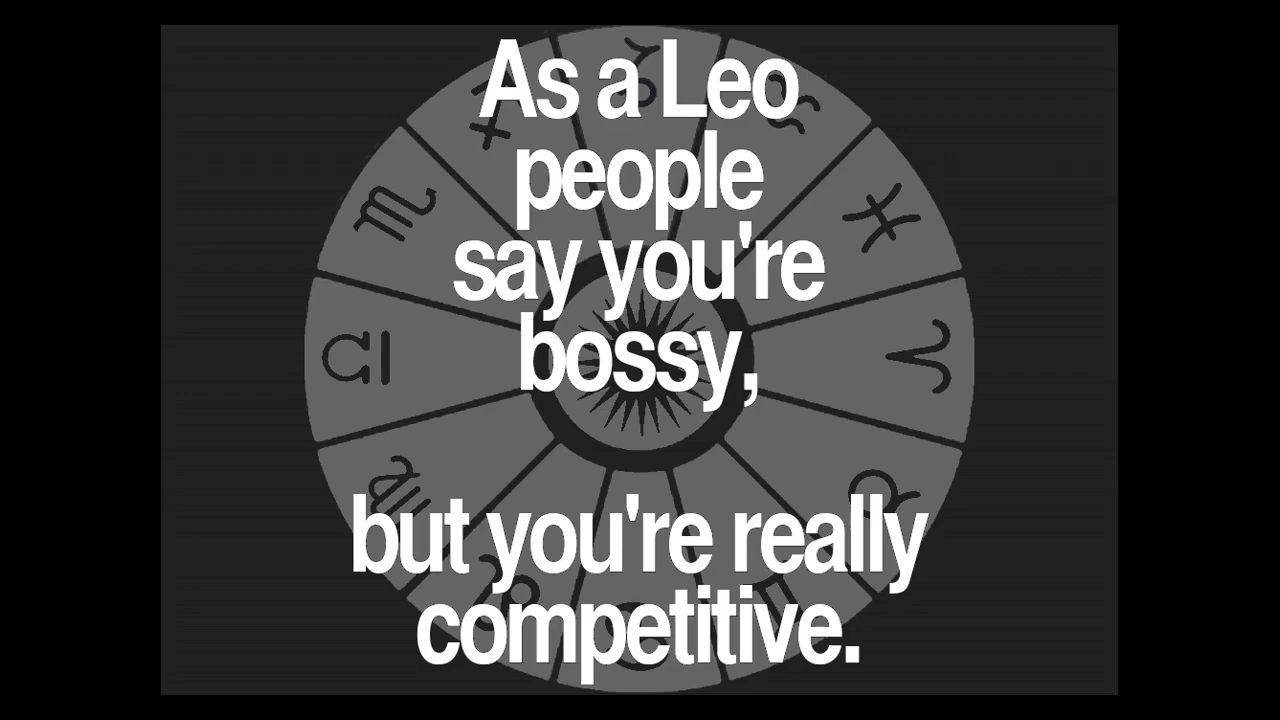 As a Leo
people
say you're
bossy,
but you're really
competitive.